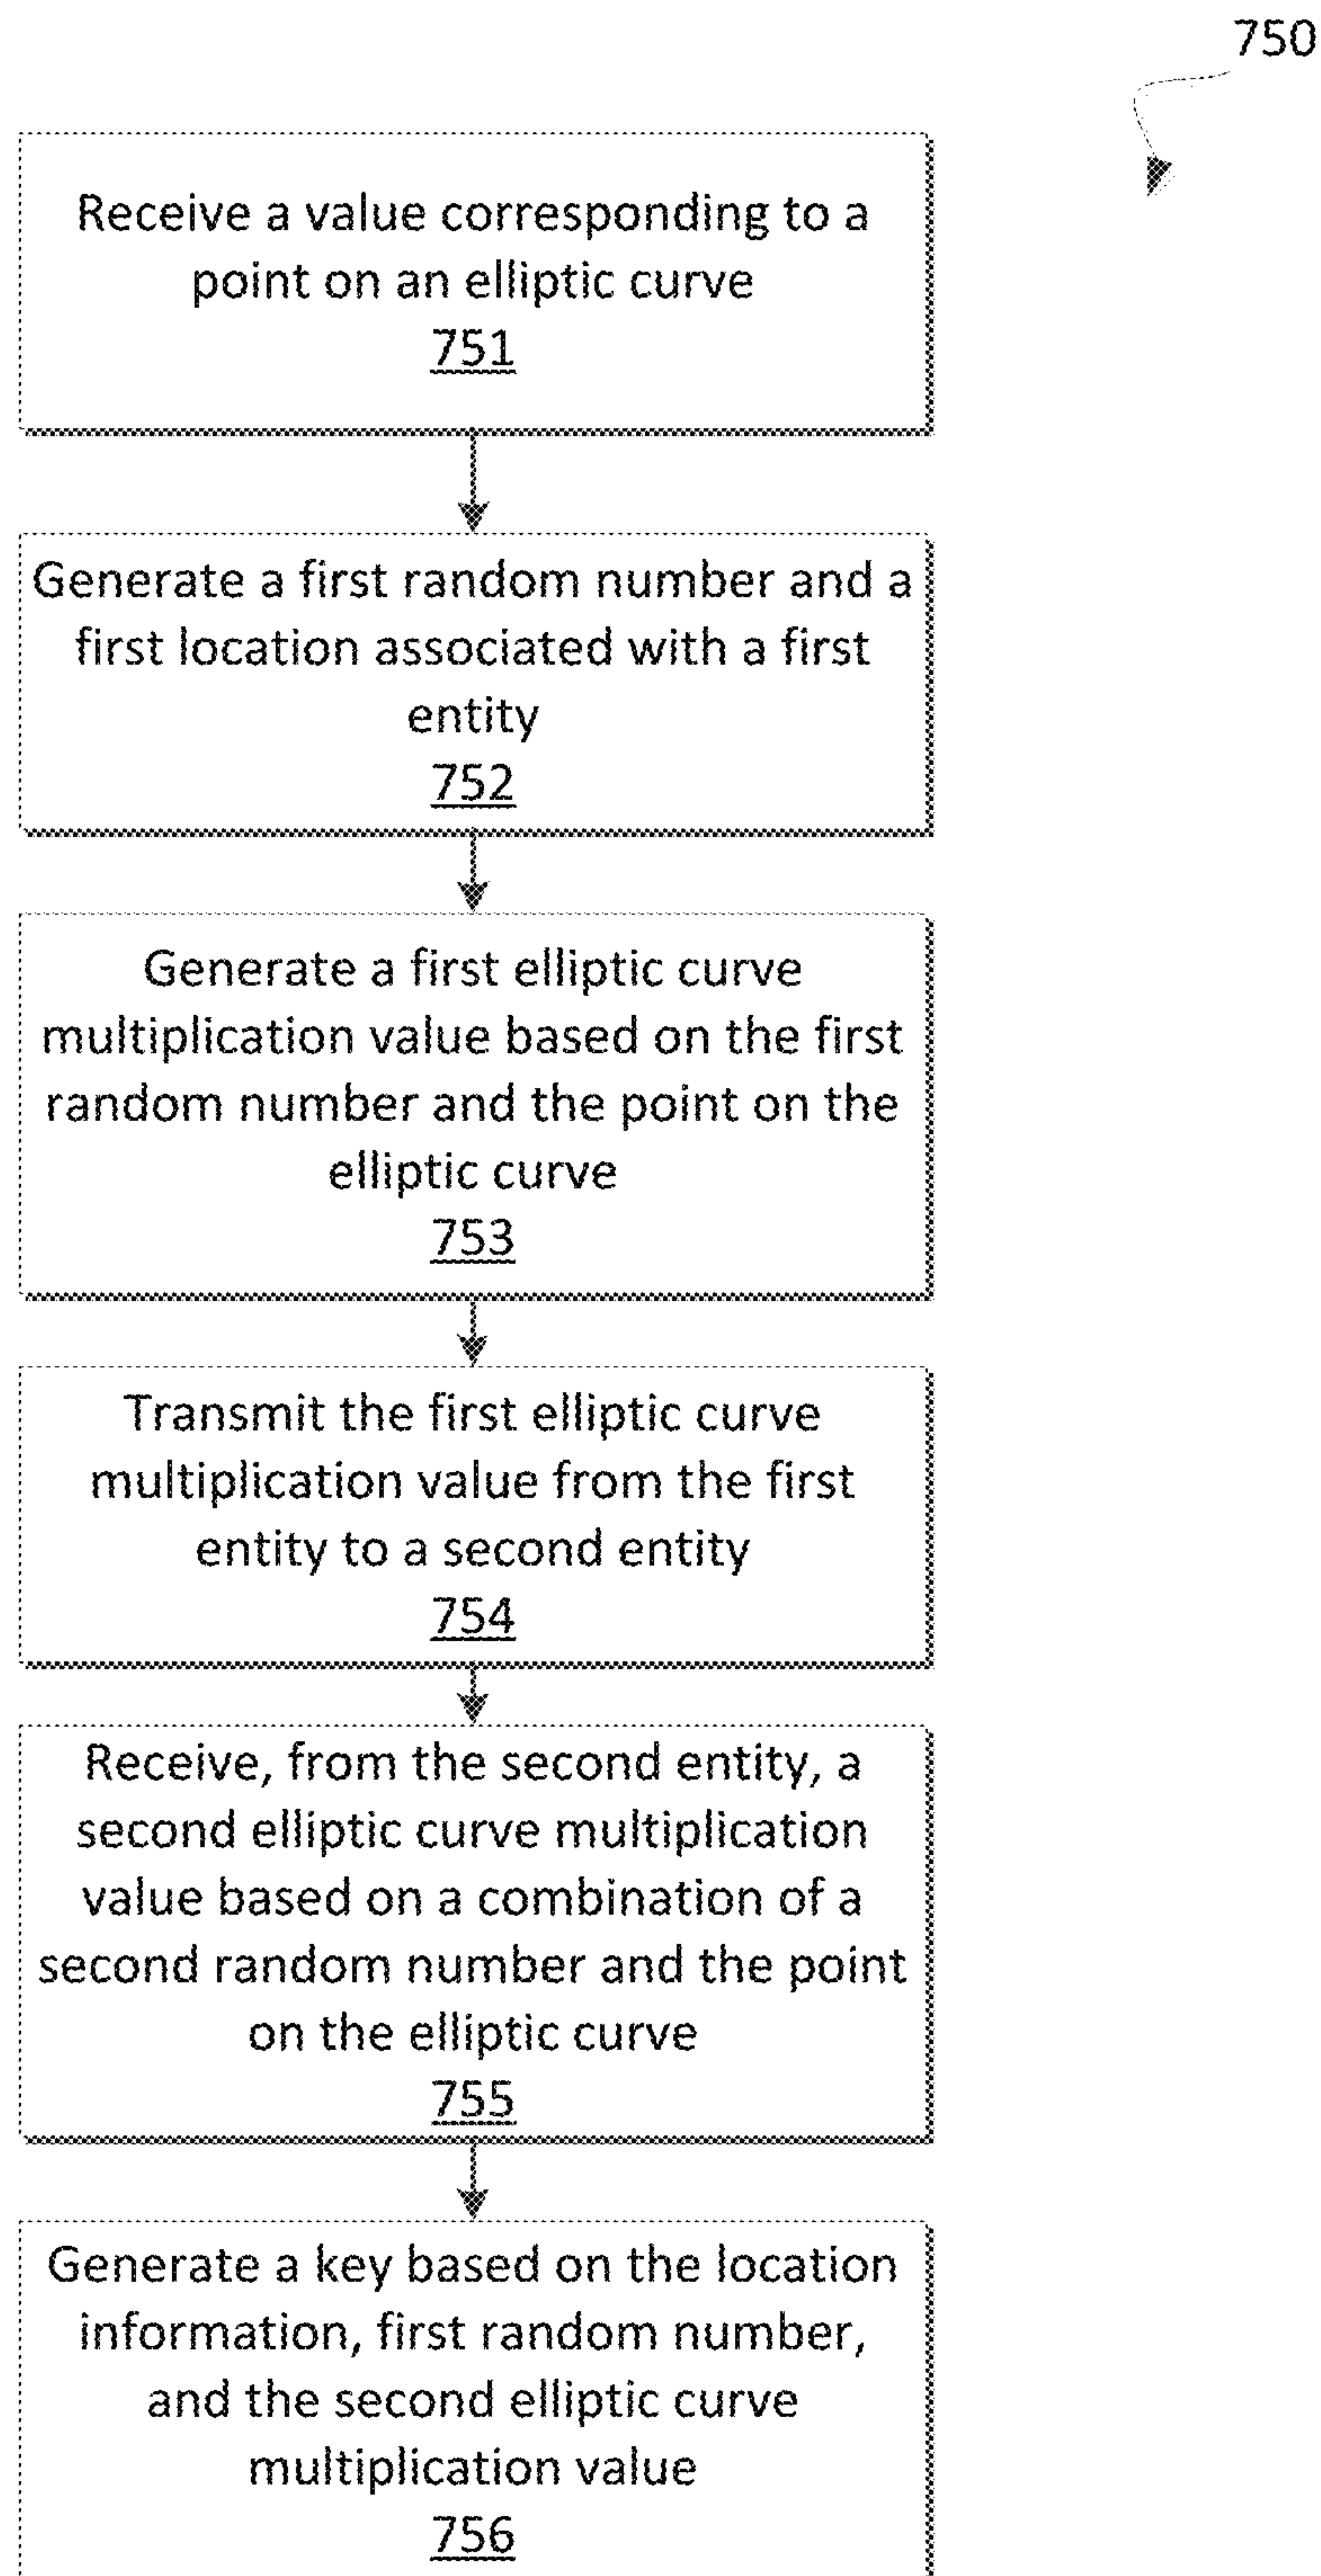 750
Receive a value corresponding to a
point on an elliptic curve
751
Generate a first random number and a
first location associated with a first
entity
752
Generate a first elliptic curve
multiplication value based on the first
random number and the point on the
elliptic curve
753
Transmit the first elliptic curve
multiplication value from the first
entity to a second entity
754
Receive, from the second entity, a
second elliptic curve multiplication
value based on a combination of a
second random number and the point
on the elliptic curve
755
Generate a key based on the location
information, first random number,
and the second elliptic curve
multiplication value
756